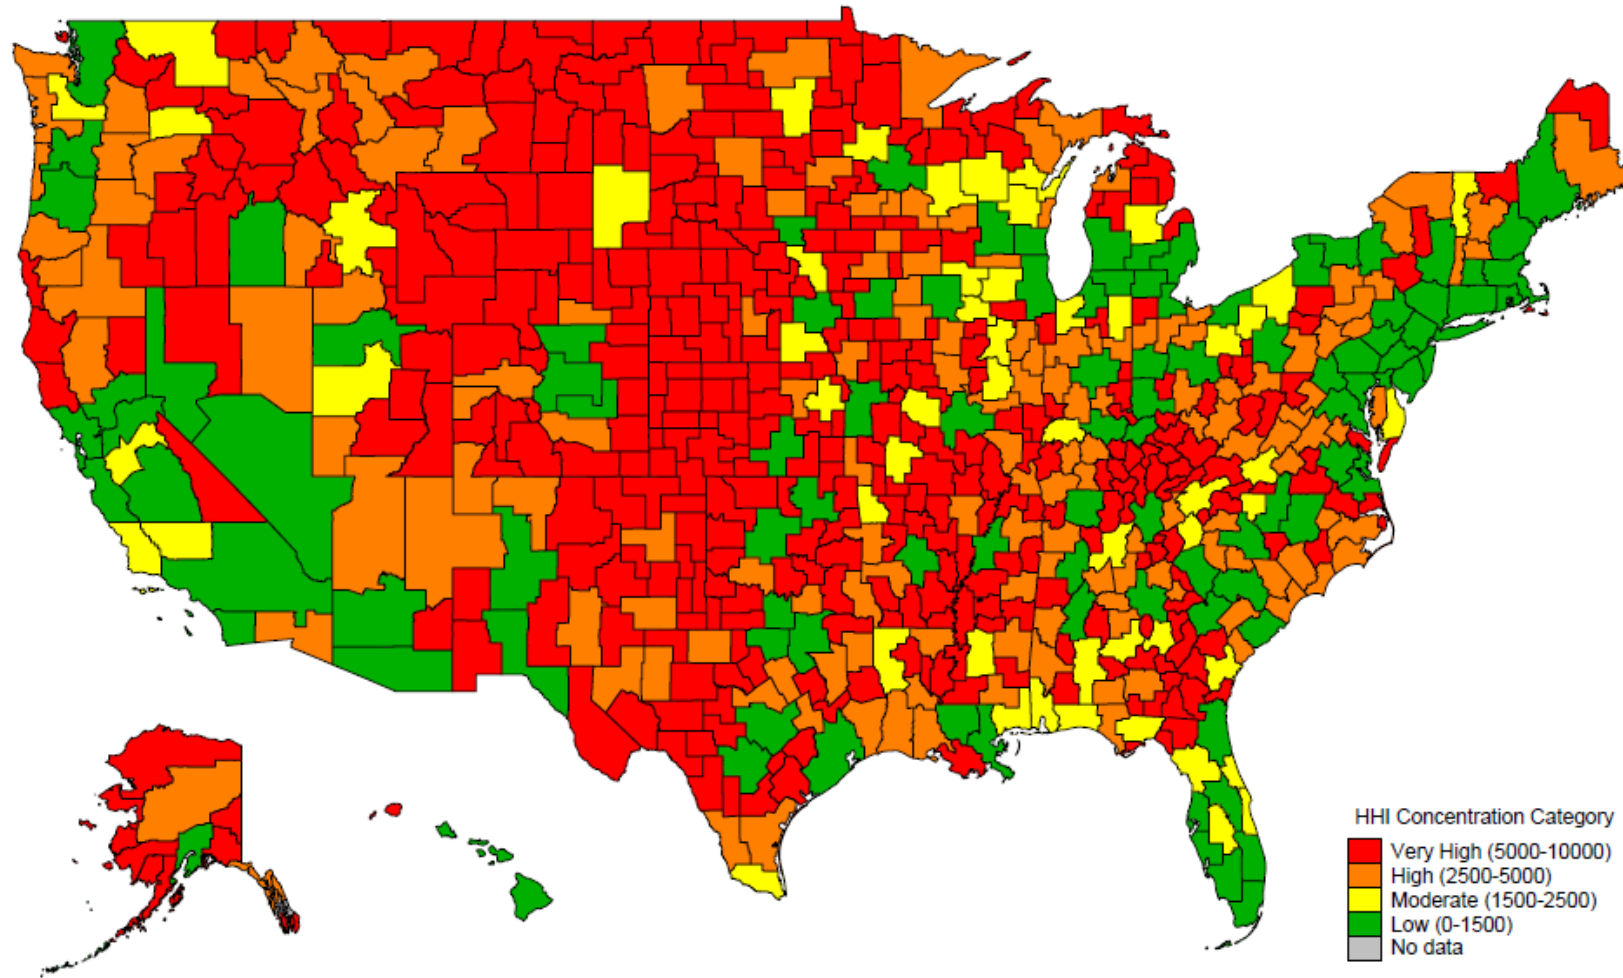 HHI Concentration Category
Very High (5000-10000)
High (2500-5000)
Moderate (1500-2500)
Low (0-1500)
No data